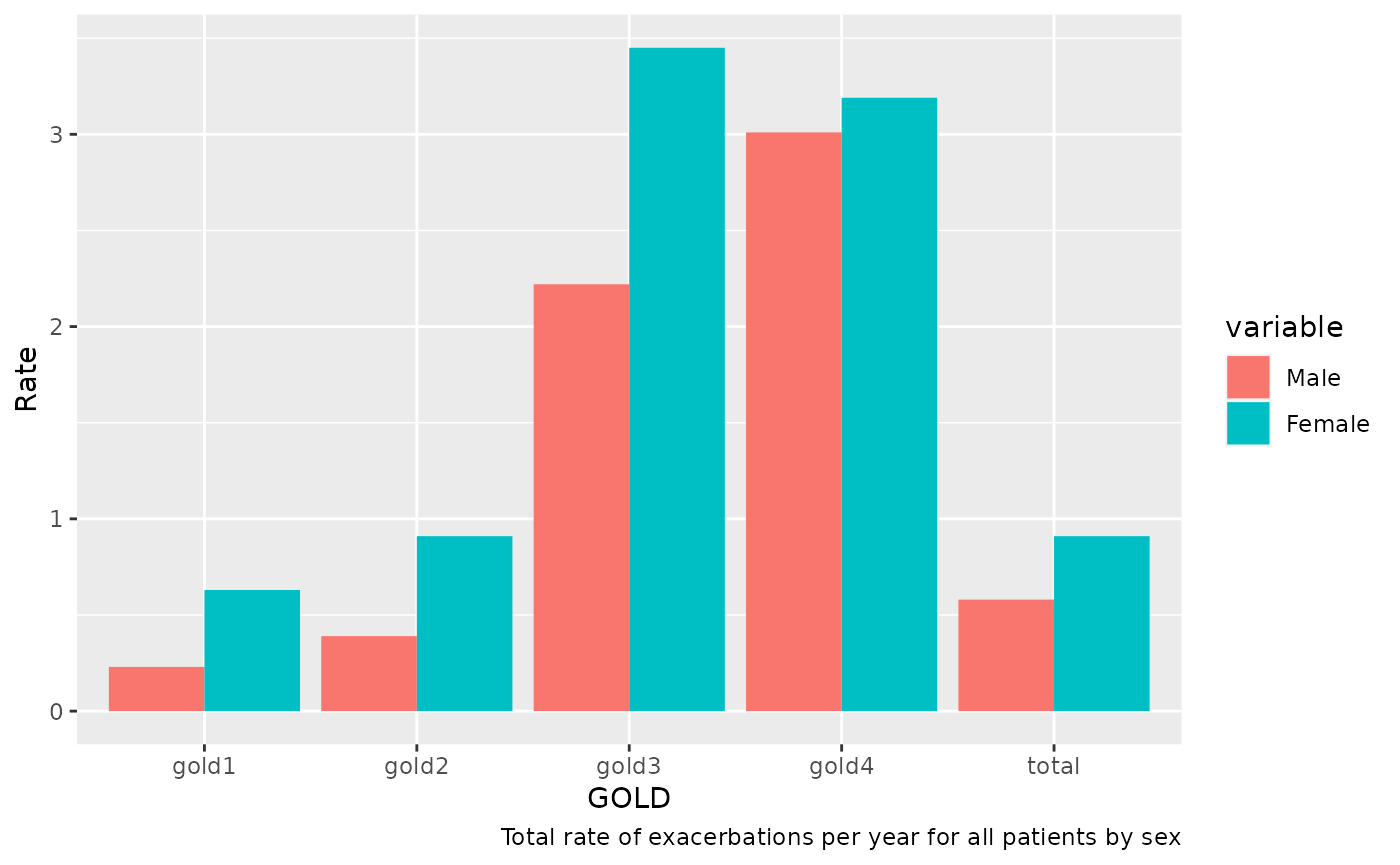 3
2
1
0
Rate
gold1 gold2 gold3 gold4 total
GOLD
Total rate of exacerbations per year for all patients by sex
variable
Male
Female